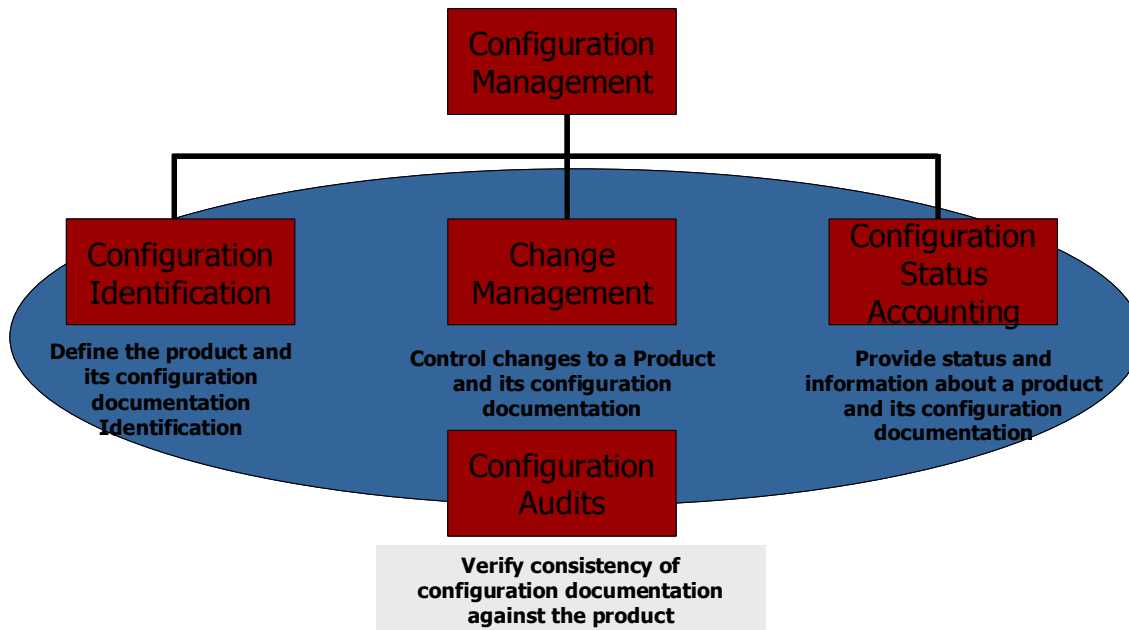 Configuration
Management
Configuration
Identification
Define the product and
its configuration
documentation
Identification
Change
Management
Control changes to a Product
and its configuration
documentation
Configuration
Status
Accounting
Provide status and
information about a product
and its configuration
documentation
Configuration
Audits
Verify consistency of
configuration documentation
against the product